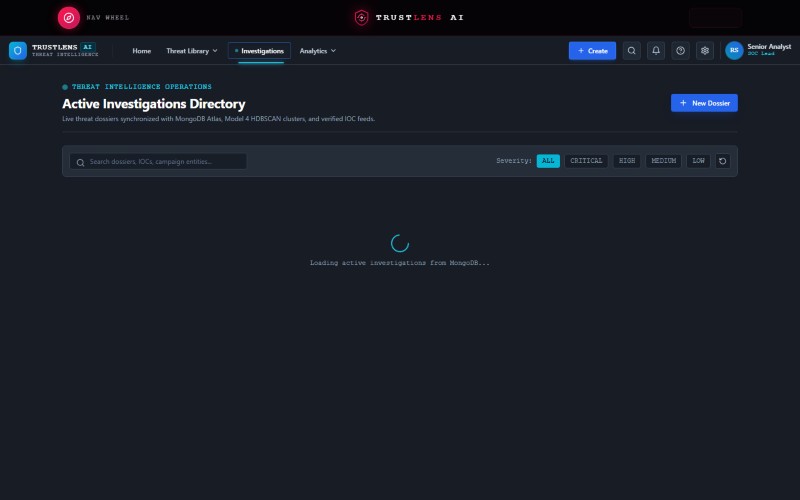 NAV WHEEL
TRUSTLENS AI
TRUSTLENS AI
THREAT INTELLIGENCE
Home
Threat Library
Investigations
Analytics
+ Create
RS
Senior Analyst
SOC Lead
THREAT INTELLIGENCE OPERATIONS
Active Investigations Directory
Live threat dossiers synchronized with MongoDB Atlas, Model 4 HDBSCAN clusters, and verified IOC feeds.
+ New Dossier
Search dossiers, IOCs, campaign entities...
Severity:
ALL
CRITICAL
HIGH
MEDIUM
LOW
Loading active investigations from MongoDB...